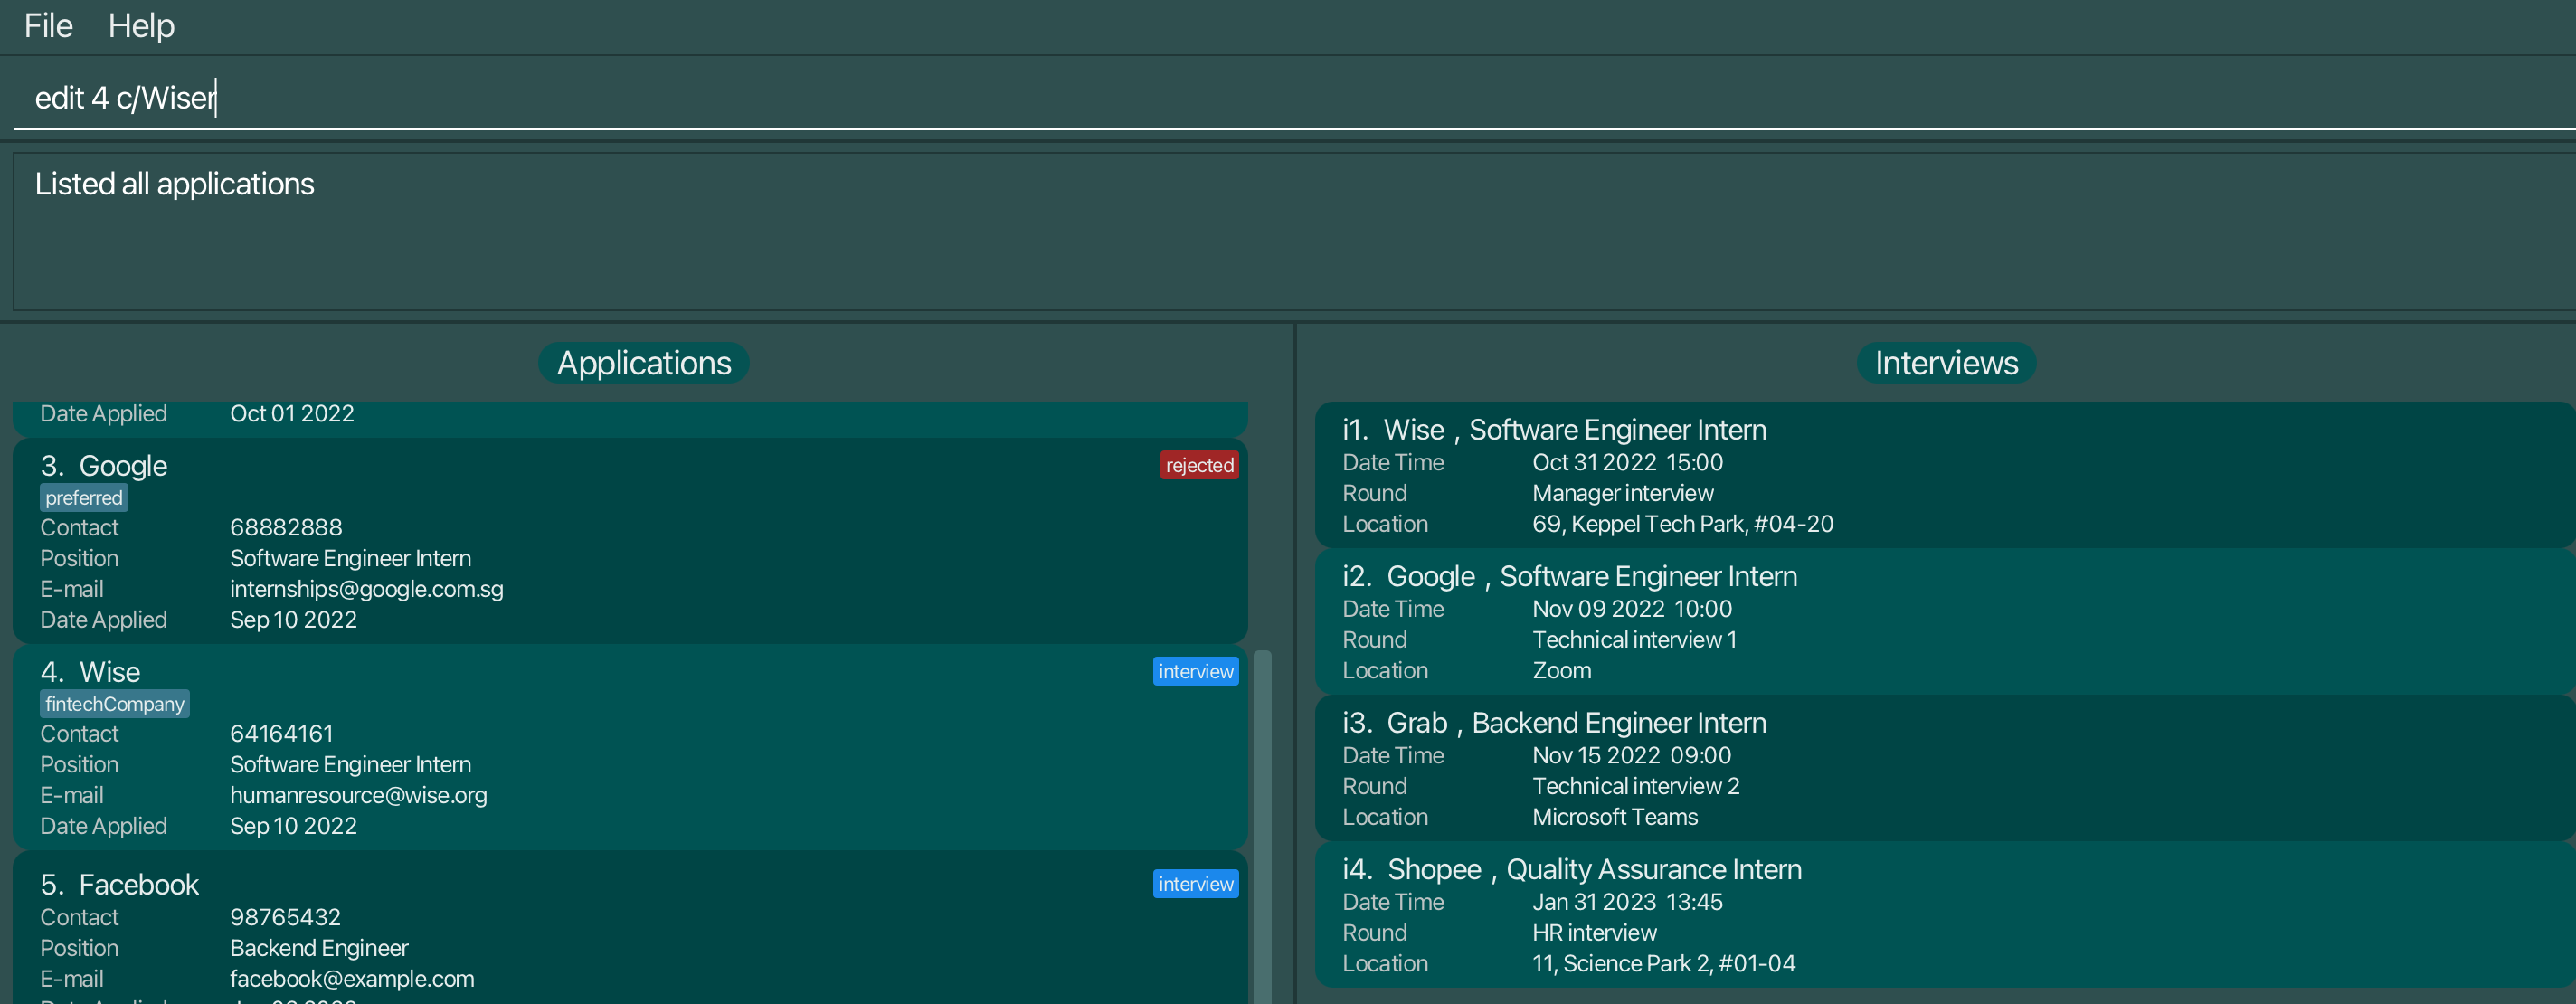 File Help
edit 4 c/Wiser
Listed all applications
Applications
Date Applied Oct 01 2022
3. Google rejected
preferred
Contact 68882888
Position Software Engineer Intern
E-mail internships@google.com.sg
Date Applied Sep 10 2022
4. Wise interview
fintechCompany
Contact 64164161
Position Software Engineer Intern
E-mail humanresource@wise.org
Date Applied Sep 10 2022
5. Facebook interview
Contact 98765432
Position Backend Engineer
E-mail facebook@example.com
Interviews
i1. Wise , Software Engineer Intern
Date Time Oct 31 2022 15:00
Round Manager interview
Location 69, Keppel Tech Park, #04-20
i2. Google , Software Engineer Intern
Date Time Nov 09 2022 10:00
Round Technical interview 1
Location Zoom
i3. Grab , Backend Engineer Intern
Date Time Nov 15 2022 09:00
Round Technical interview 2
Location Microsoft Teams
i4. Shopee , Quality Assurance Intern
Date Time Jan 31 2023 13:45
Round HR interview
Location 11, Science Park 2, #01-04